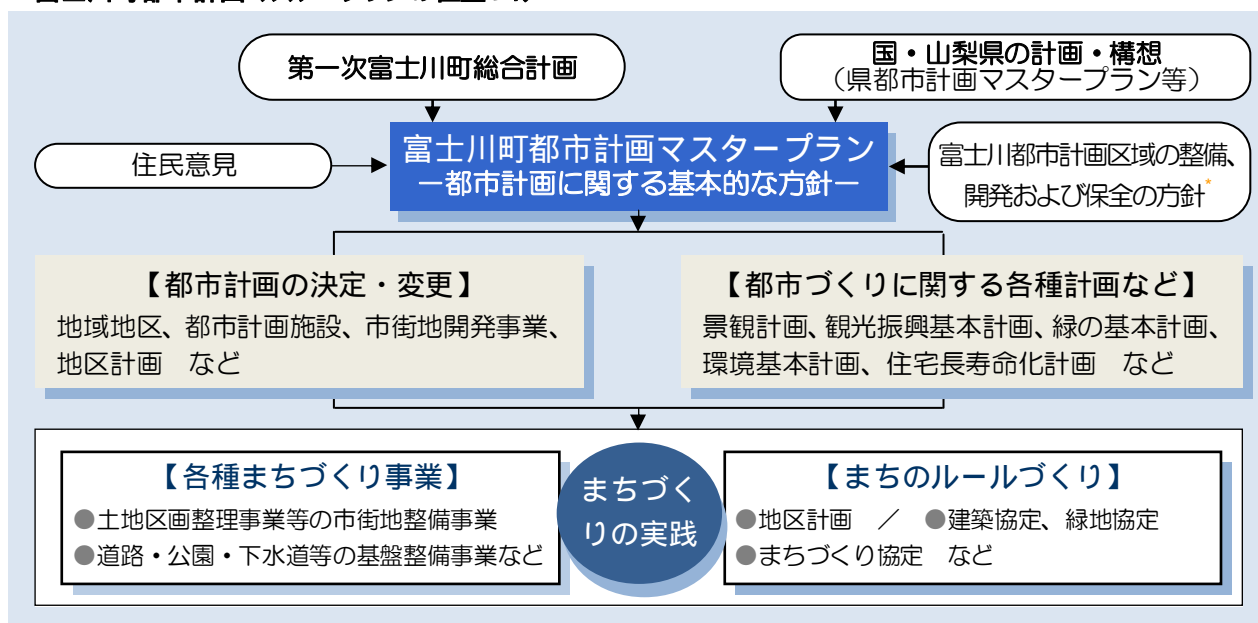 第一次富士川町総合計画
国・山梨県の計画・構想
（県都市計画マスタープラン等）
住民意見
富士川町都市計画マスタープラン
－都市計画に関する基本的な方針－
富士川都市計画区域の整備、
開発および保全の方針*
【都市計画の決定・変更】
地域地区、都市計画施設、市街地開発事業、
地区計画　など
【都市づくりに関する各種計画など】
景観計画、観光振興基本計画、緑の基本計画、
環境基本計画、住宅長寿命化計画　など
【各種まちづくり事業】
●土地区画整理事業等の市街地整備事業
●道路・公園・下水道等の基盤整備事業など
まちづく
りの実践
【まちのルールづくり】
●地区計画　／　●建築協定、緑地協定
●まちづくり協定　など